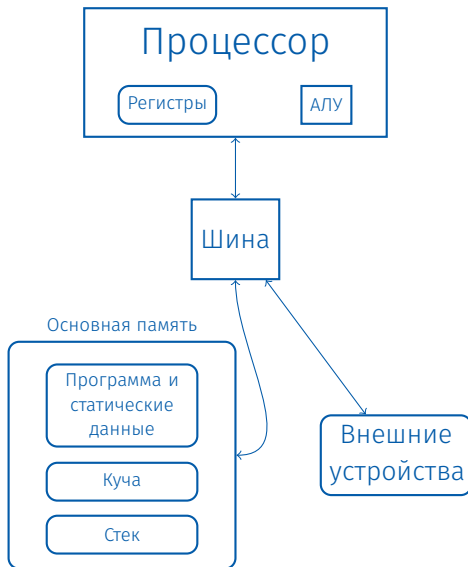 Процессор
Регистры
АЛУ
Шина
Основная память
Программа и
статические
данные
Куча
Стек
Внешние
устройства